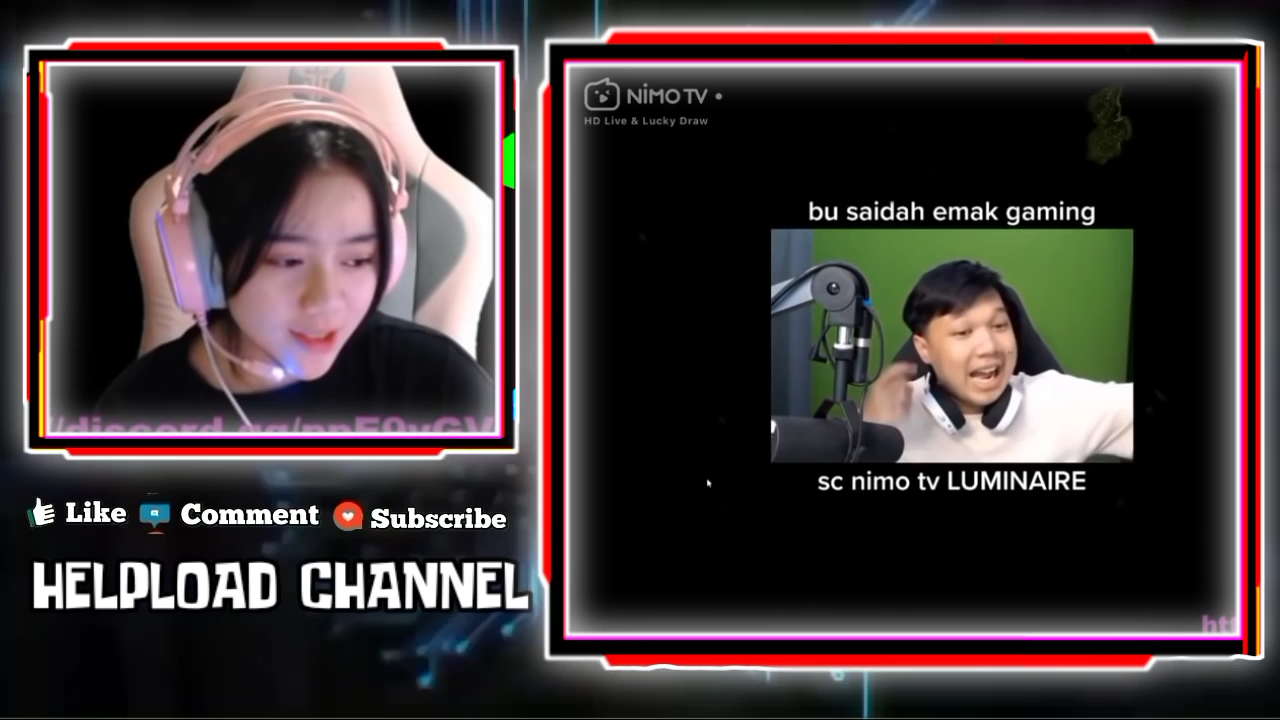 NIMO TV
HD Live & Lucky Draw
bu saidah emak gaming
sc nimo tv LUMINAIRE
Like
Comment
Subscribe
HELPLOAD CHANNEL